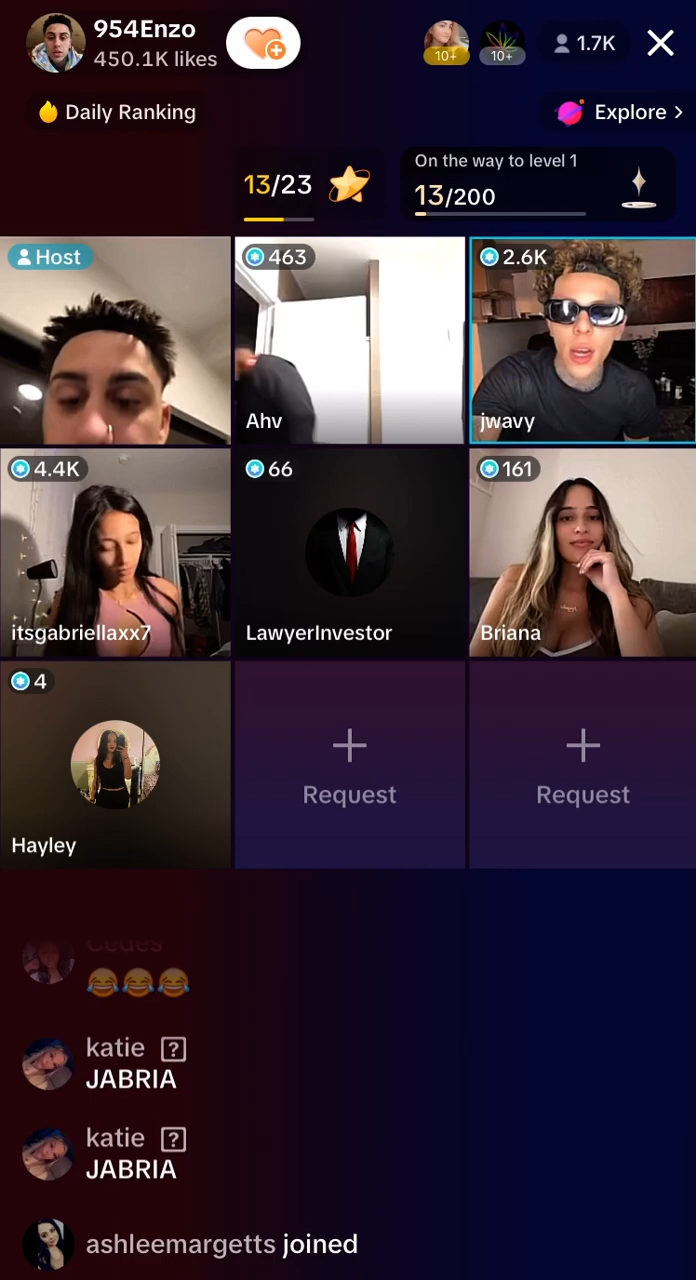 954Enzo
450.1K likes
10+
10+
1.7K
Daily Ranking
Explore >
13/23
On the way to level 1
13/200
Host
463
2.6K
Ahv
jwavy
4.4K
66
161
itsgabriellaxx7
LawyerInvestor
Briana
4
Request
Request
Hayley
Cedes
😂😂😂
katie ?
JABRIA
katie ?
JABRIA
ashleemargetts joined